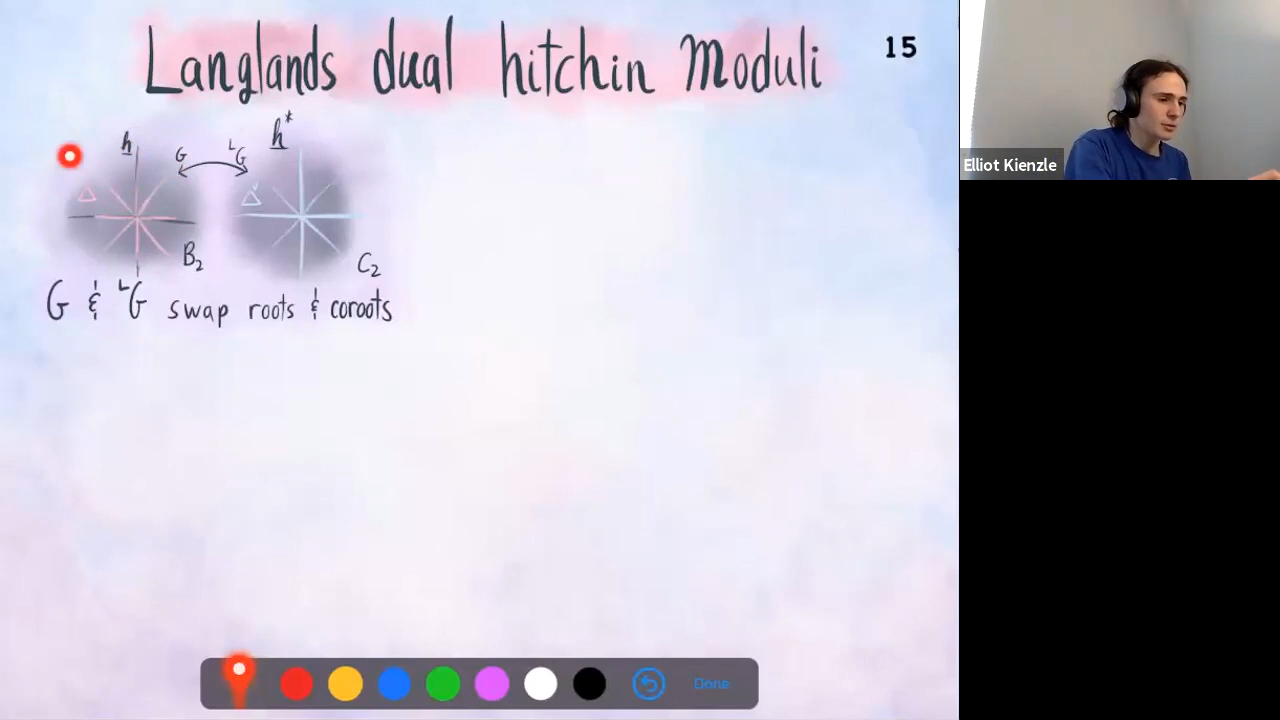 Langlands dual hitchin Moduli
15
h
h*
G
ᴸG
Δ
Δ̌
B₂
C₂
G & ᴸG swap roots & coroots
Elliot Kienzle
Done